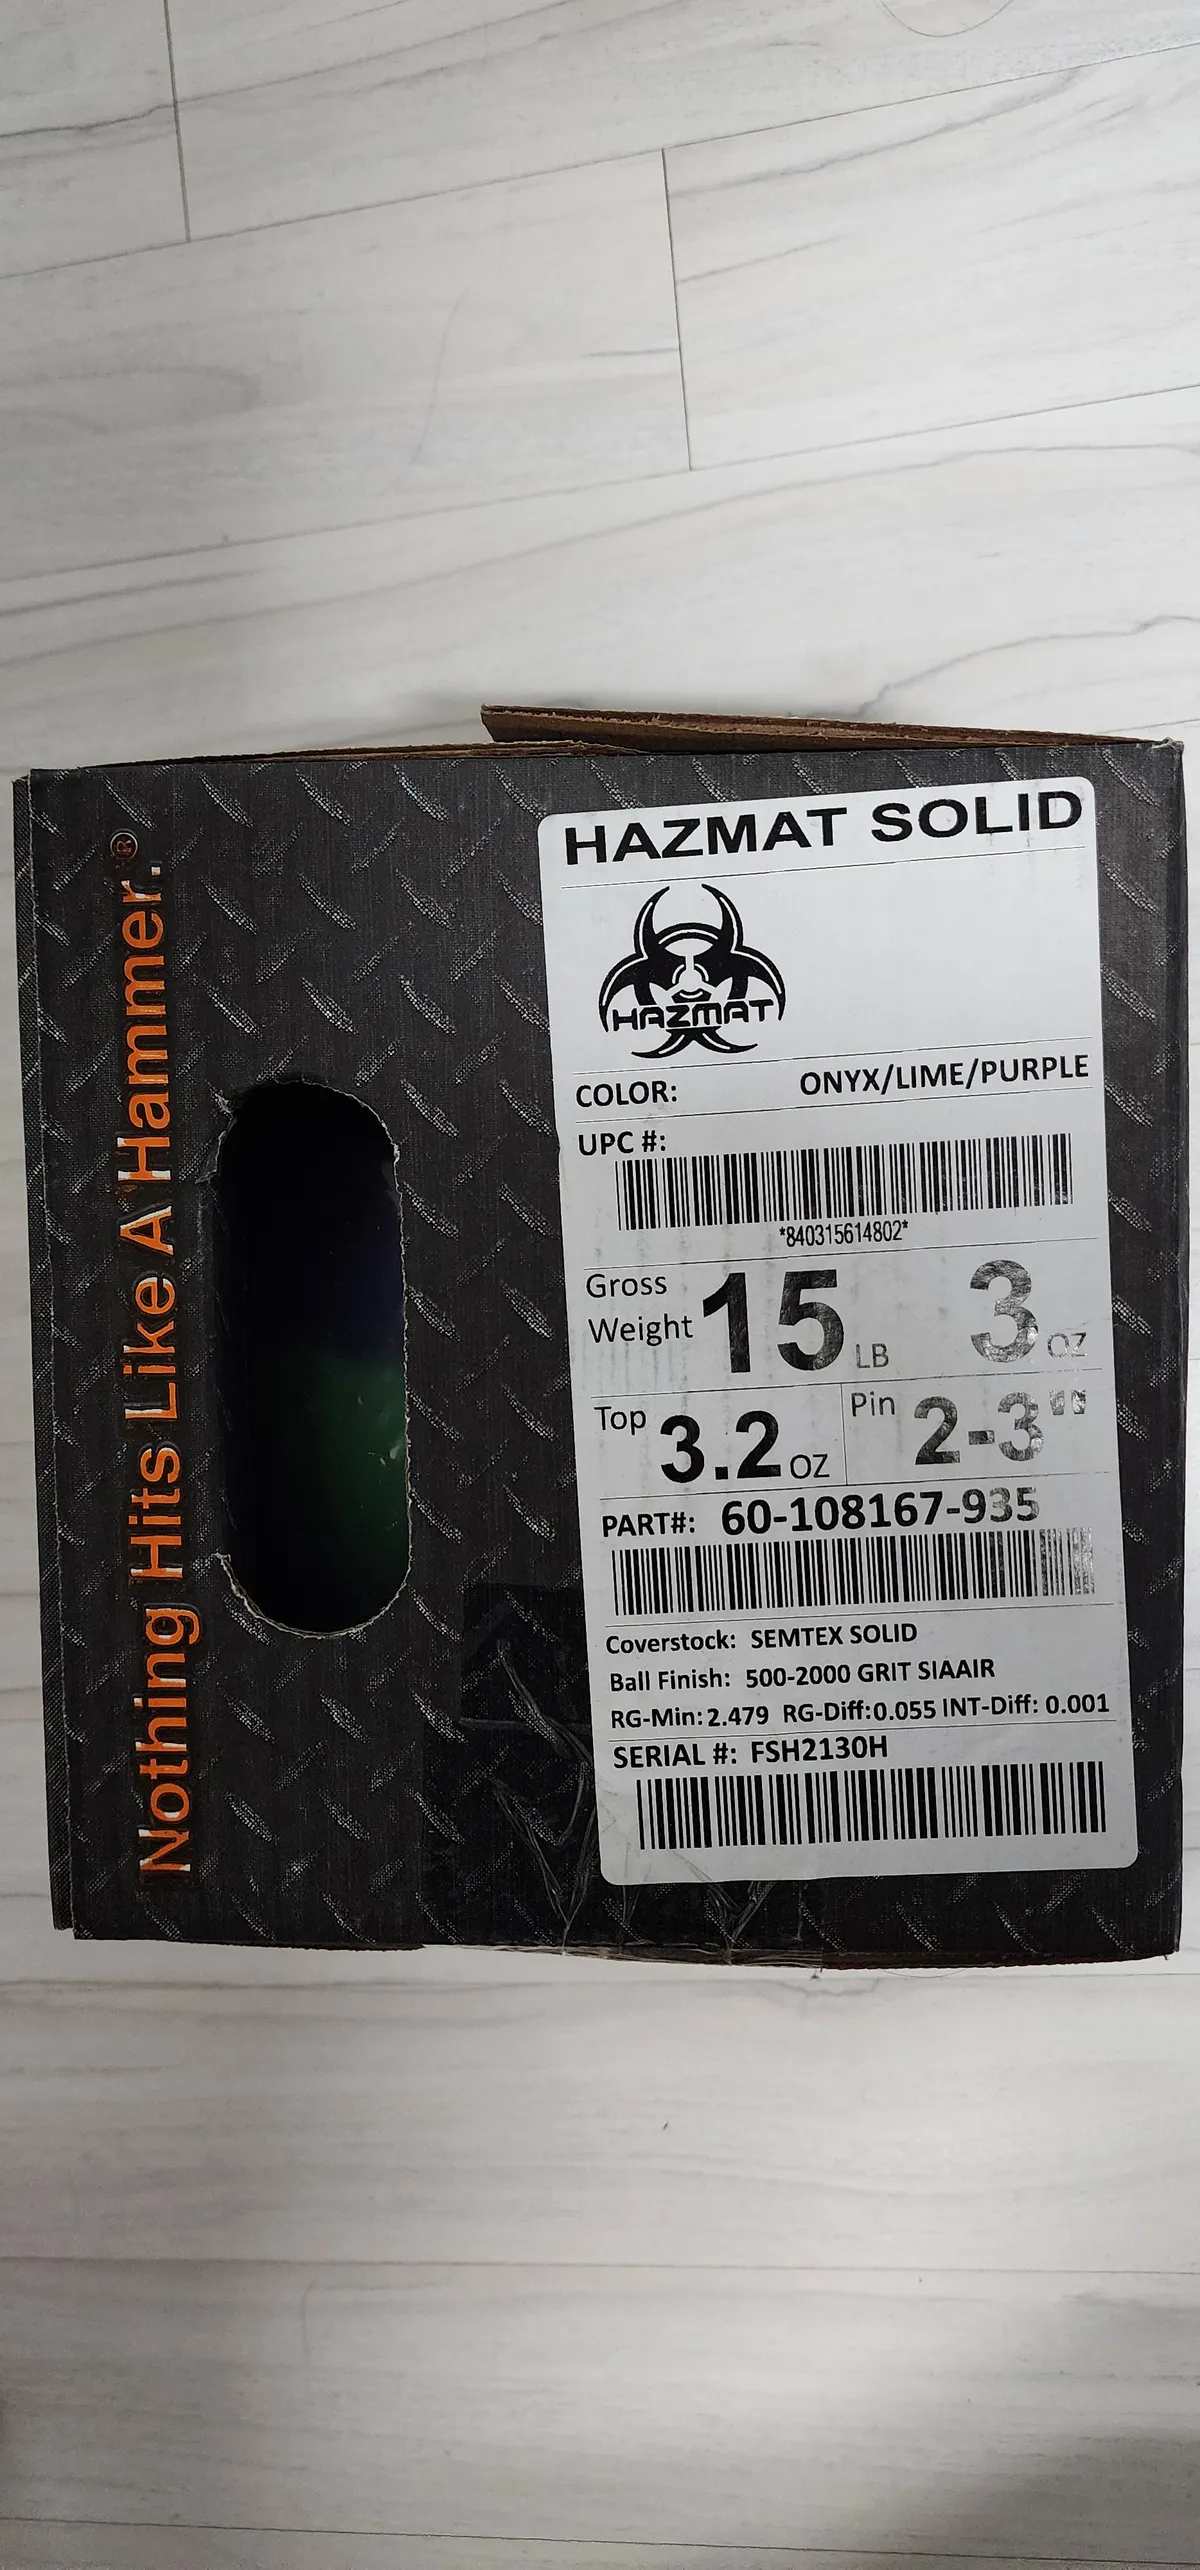 Nothing Hits Like A Hammer.®
HAZMAT SOLID
HAZMAT
COLOR: ONYX/LIME/PURPLE
UPC #:
*840315614802*
Gross Weight 15 LB 3 OZ
Top 3.2 OZ Pin 2-3"
PART#: 60-108167-935
Coverstock: SEMTEX SOLID
Ball Finish: 500-2000 GRIT SIAAIR
RG-Min: 2.479 RG-Diff:0.055 INT-Diff: 0.001
SERIAL #: FSH2130H